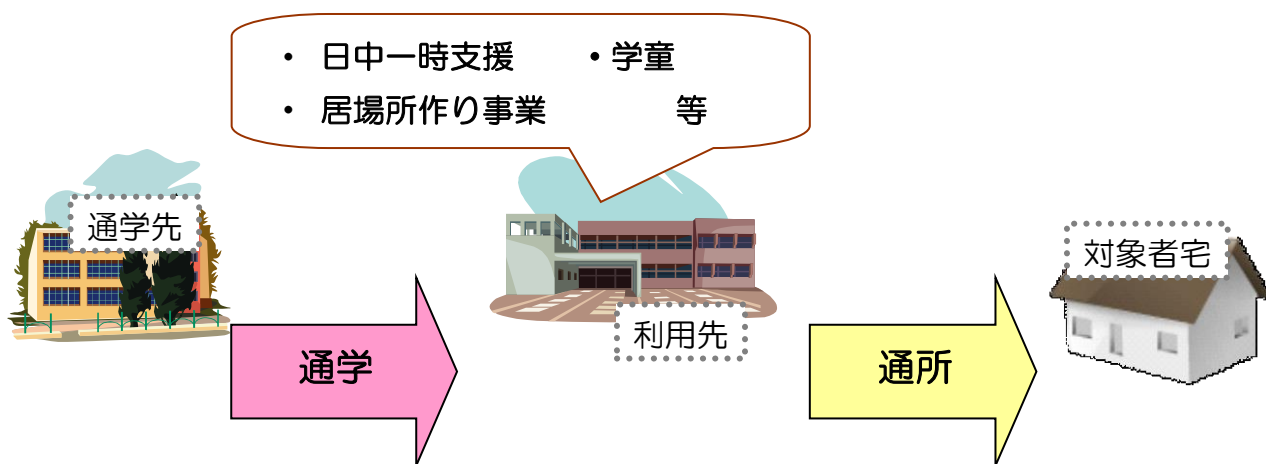 ・ 日中一時支援 ・学童
・ 居場所作り事業 等
通学先
対象者宅
利用先
通学
通所